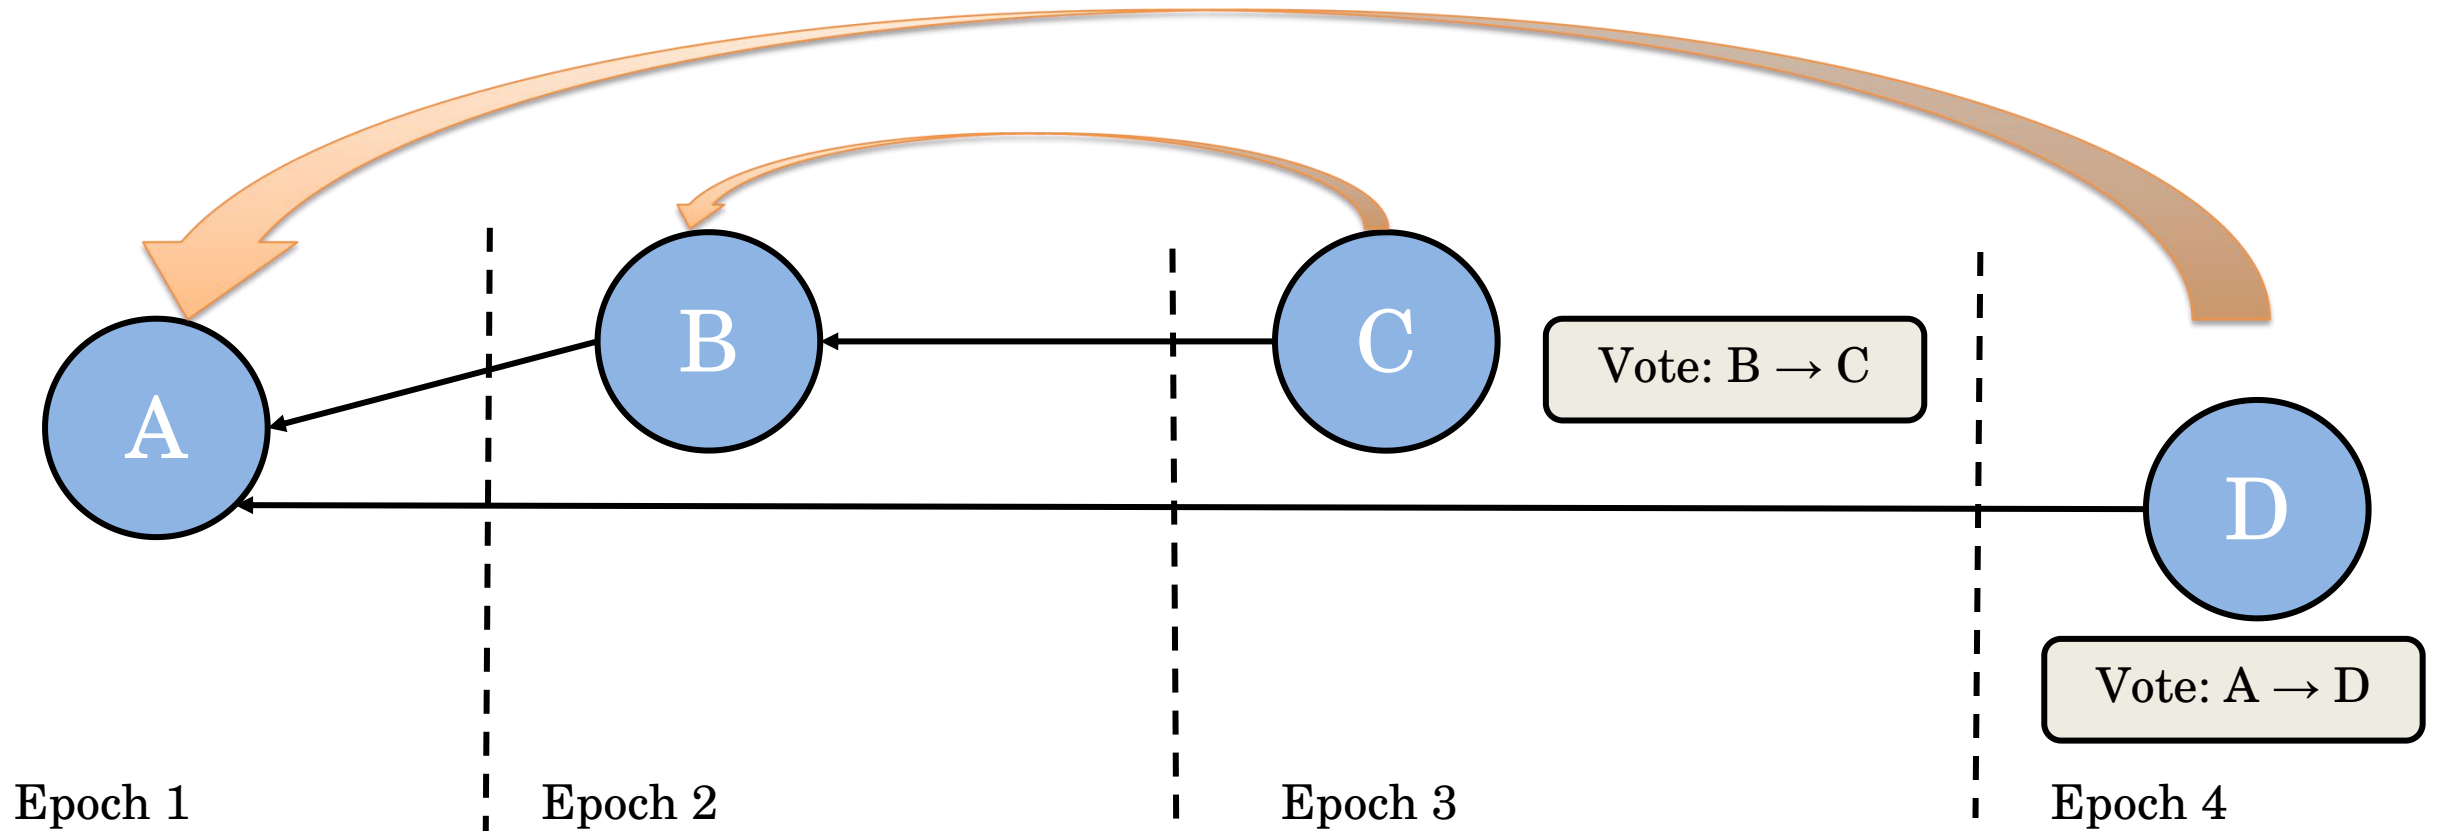 A
B
C
Vote: B → C
D
Vote: A → D
Epoch 1
Epoch 2
Epoch 3
Epoch 4